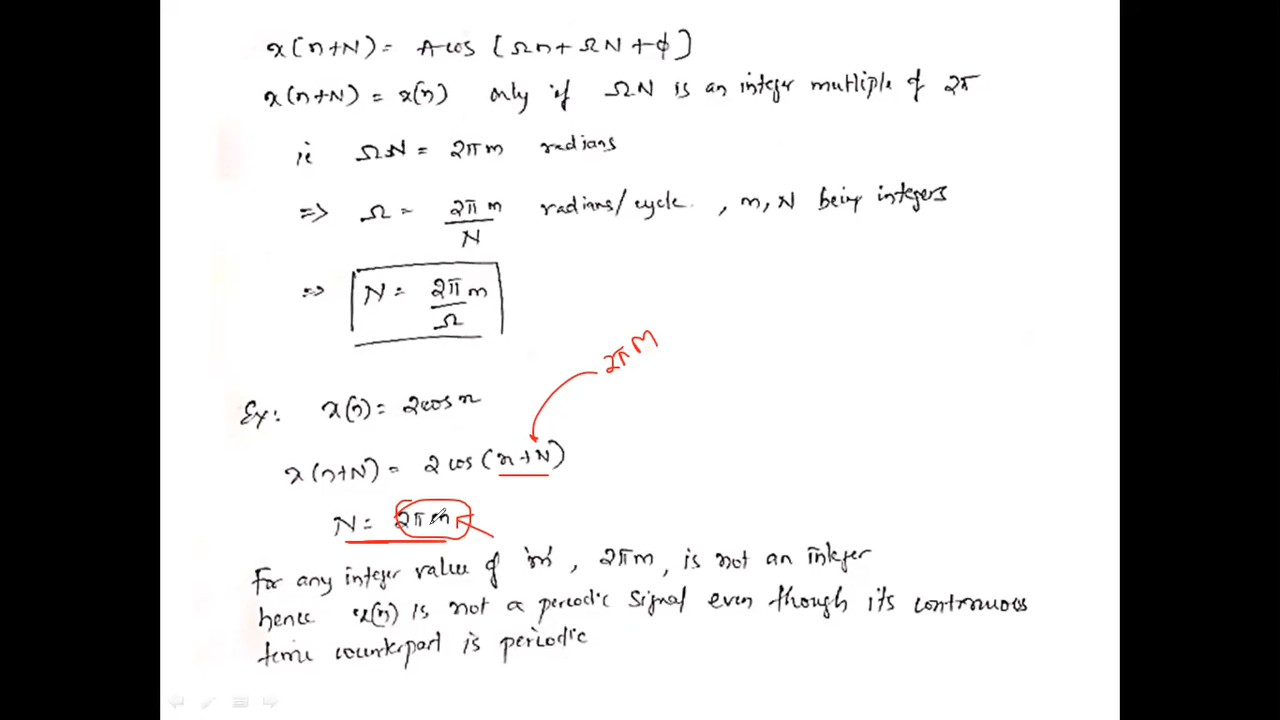 x(n+N) = A cos [Ωn + ΩN + ϕ]
x(n+N) = x(n) only if ΩN is an integer mutliple of 2π
ie ΩN = 2πm radians
=> Ω = 2πm/N radians/cycle , m, N being integers
=> N = 2πm/Ω
2πM
Ex: x(n) = 2cosn
x(n+N) = 2 cos(n+N)
N = 2πm
For any integer value of 'm', 2πm, is not an integer
hence x(n) is not a periodic signal even though its continuous
time counterpart is periodic